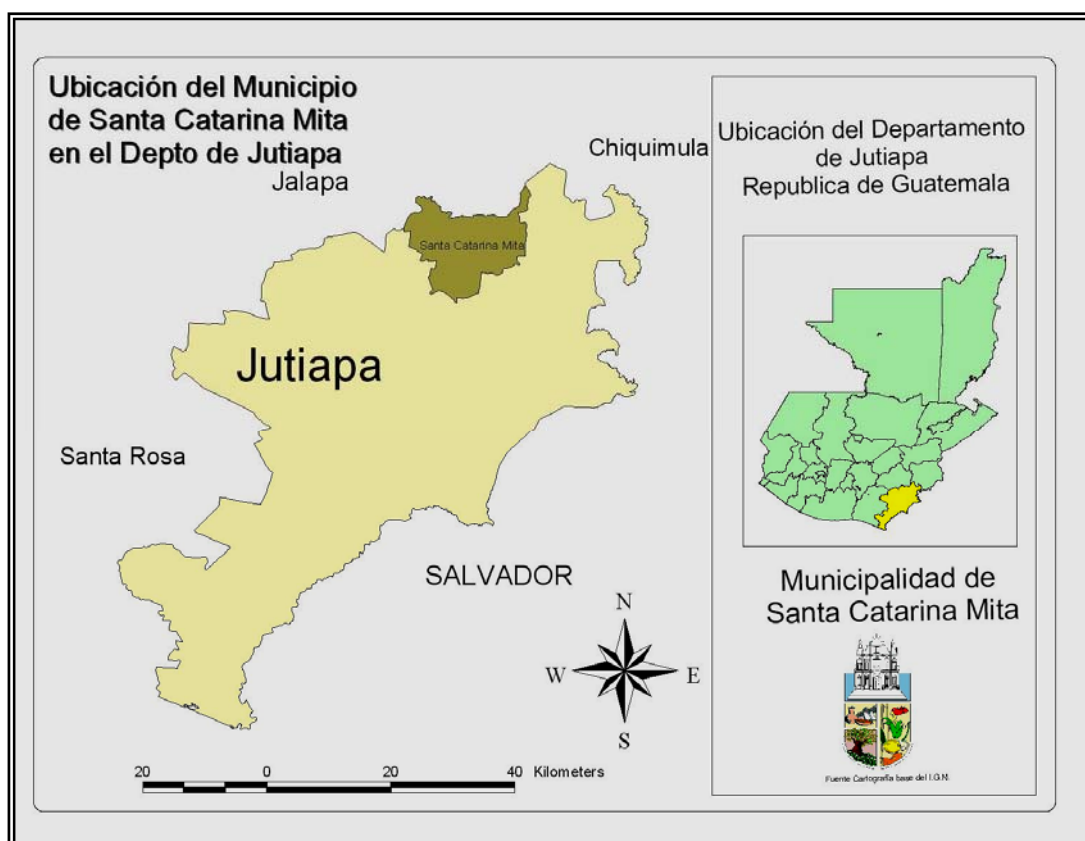 Ubicación del Municipio
de Santa Catarina Mita
en el Depto de Jutiapa
Jalapa
Chiquimula
Santa Catarina Mita
Jutiapa
Santa Rosa
SALVADOR
N
W E
S
20 0 20 40 Kilometers
Ubicación del Departamento
de Jutiapa
Republica de Guatemala
Municipalidad de
Santa Catarina Mita
Fuente Cartografía base del I.G.N.